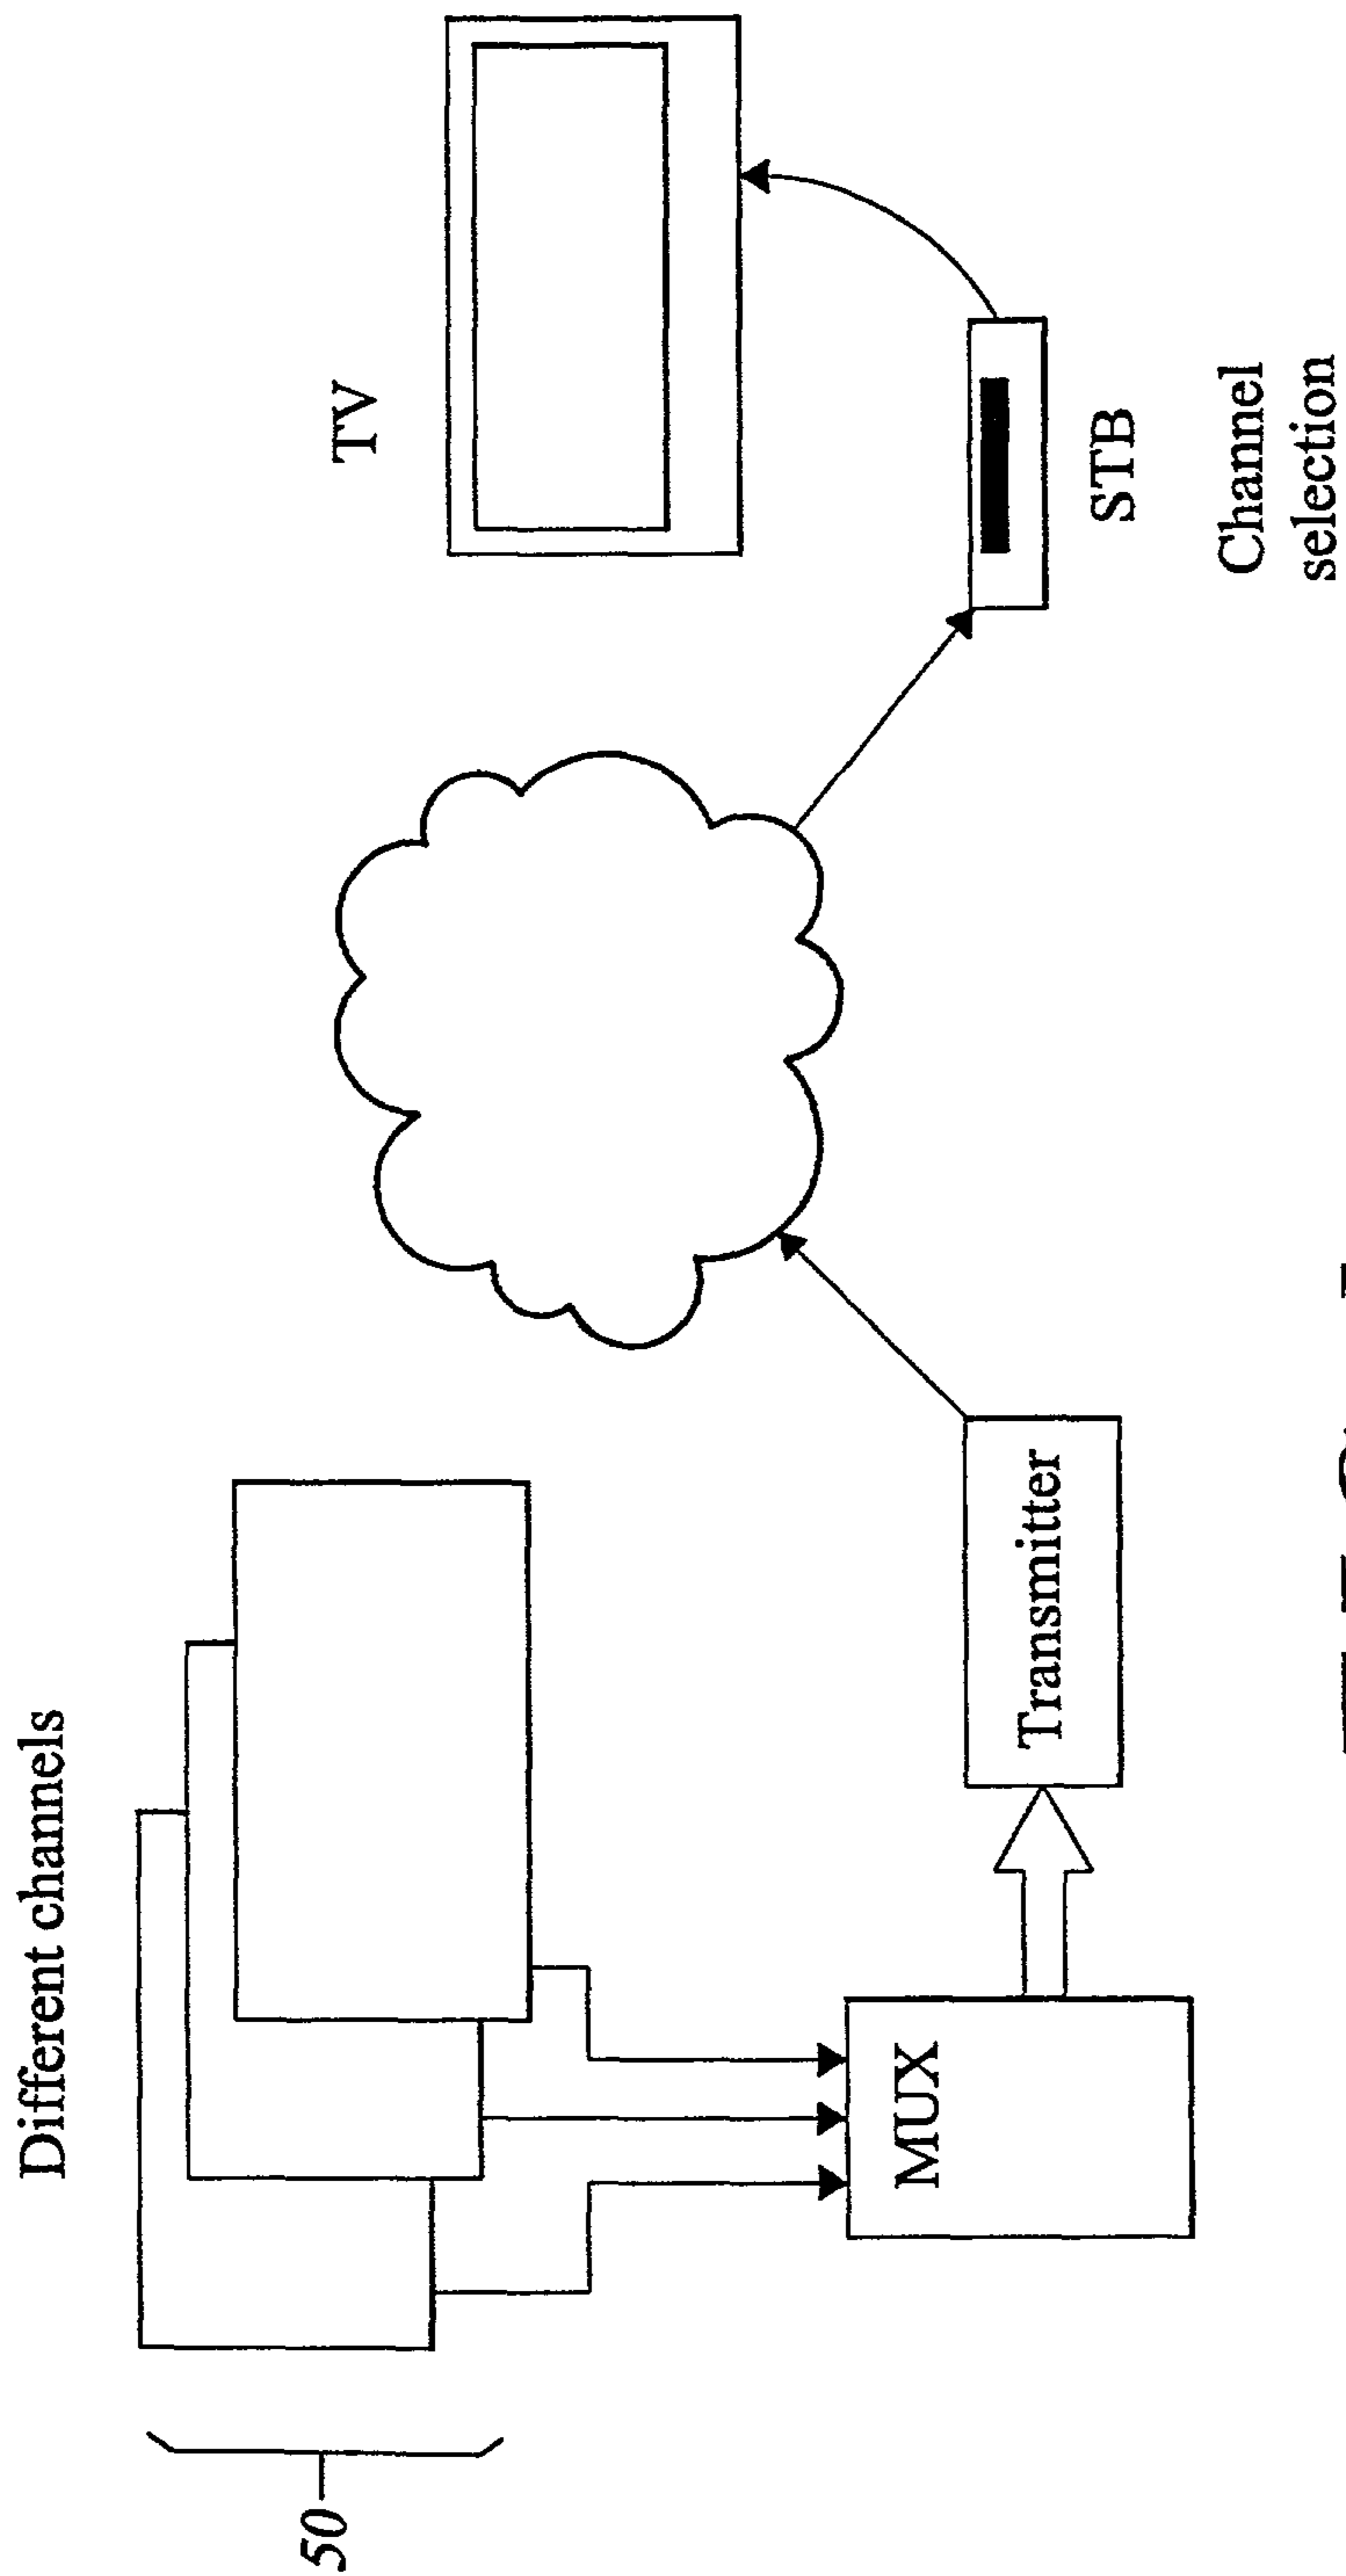 Different channels
50
TV
MUX
Transmitter
STB
Channel
selection